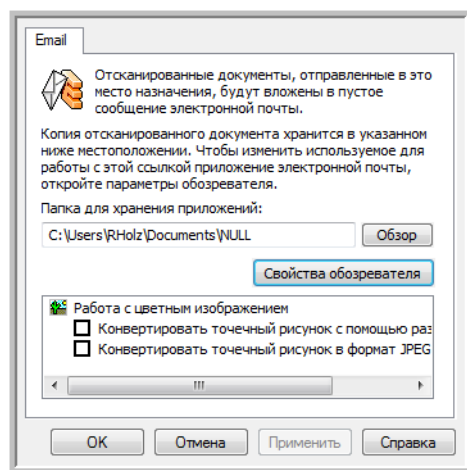 Email
Отсканированные документы, отправленные в это
место назначения, будут вложены в пустое
сообщение электронной почты.
Копия отсканированного документа хранится в указанном
ниже местоположении. Чтобы изменить используемое для
работы с этой ссылкой приложение электронной почты,
откройте параметры обозревателя.
Папка для хранения приложений:
C:\Users\RHolz\Documents\NULL
Обзор
Свойства обозревателя
Работа с цветным изображением
Конвертировать точечный рисунок с помощью раз
Конвертировать точечный рисунок в формат JPEG
OK Отмена Применить Справка